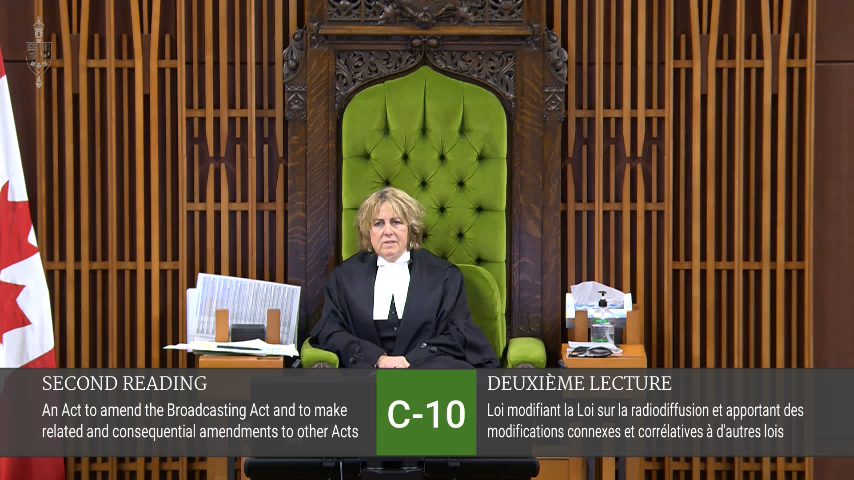 SECOND READING
An Act to amend the Broadcasting Act and to make
related and consequential amendments to other Acts
C-10
DEUXIÈME LECTURE
Loi modifiant la Loi sur la radiodiffusion et apportant des
modifications connexes et corrélatives à d'autres lois